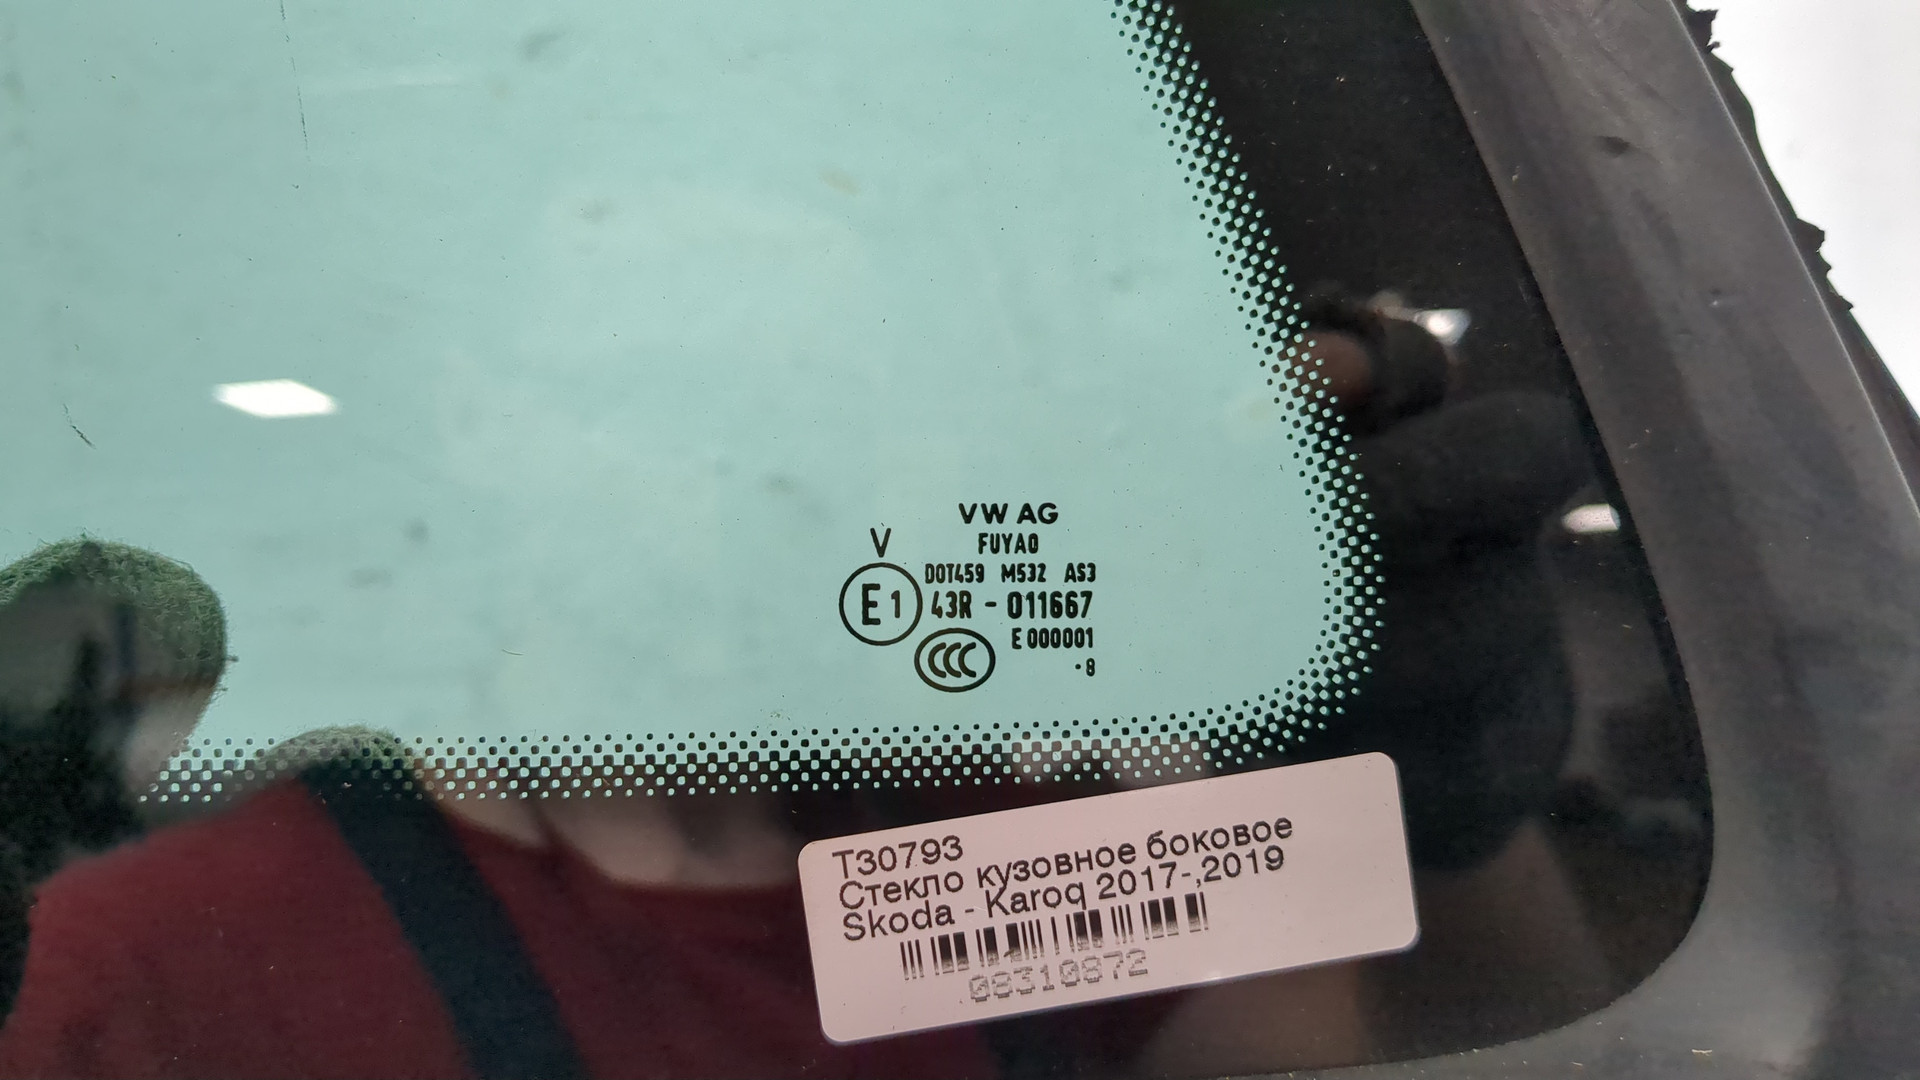 VW AG
V
FUYAO
DOT459 M532 AS3
E1 43R - 011667
E 000001
CCC
·8
T30793
Стекло кузовное боковое
Skoda - Karoq 2017-,2019
08310872